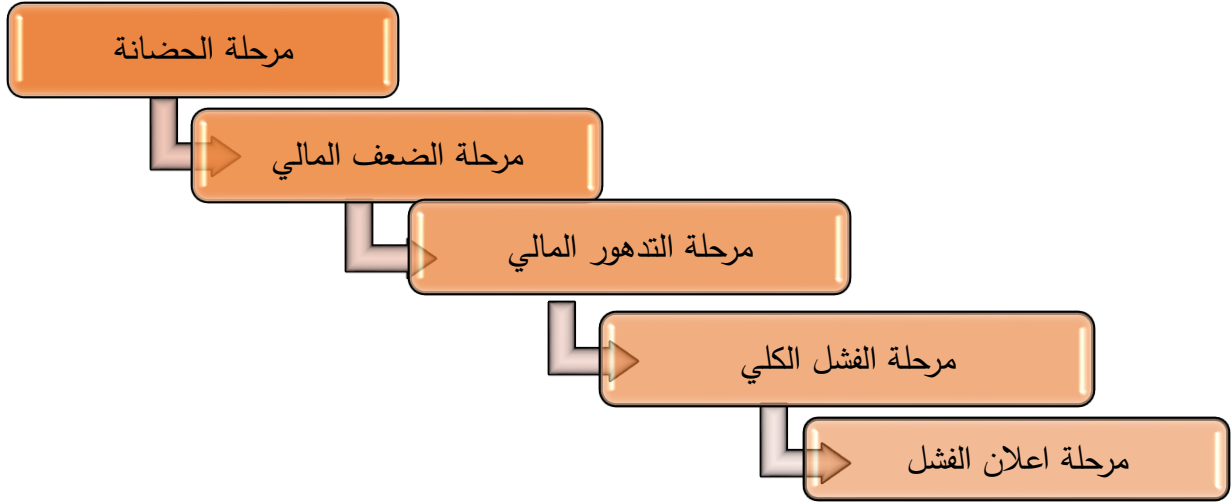 مرحلة الحضانة
مرحلة الضعف المالي
مرحلة التدهور المالي
مرحلة الفشل الكلي
مرحلة اعلان الفشل